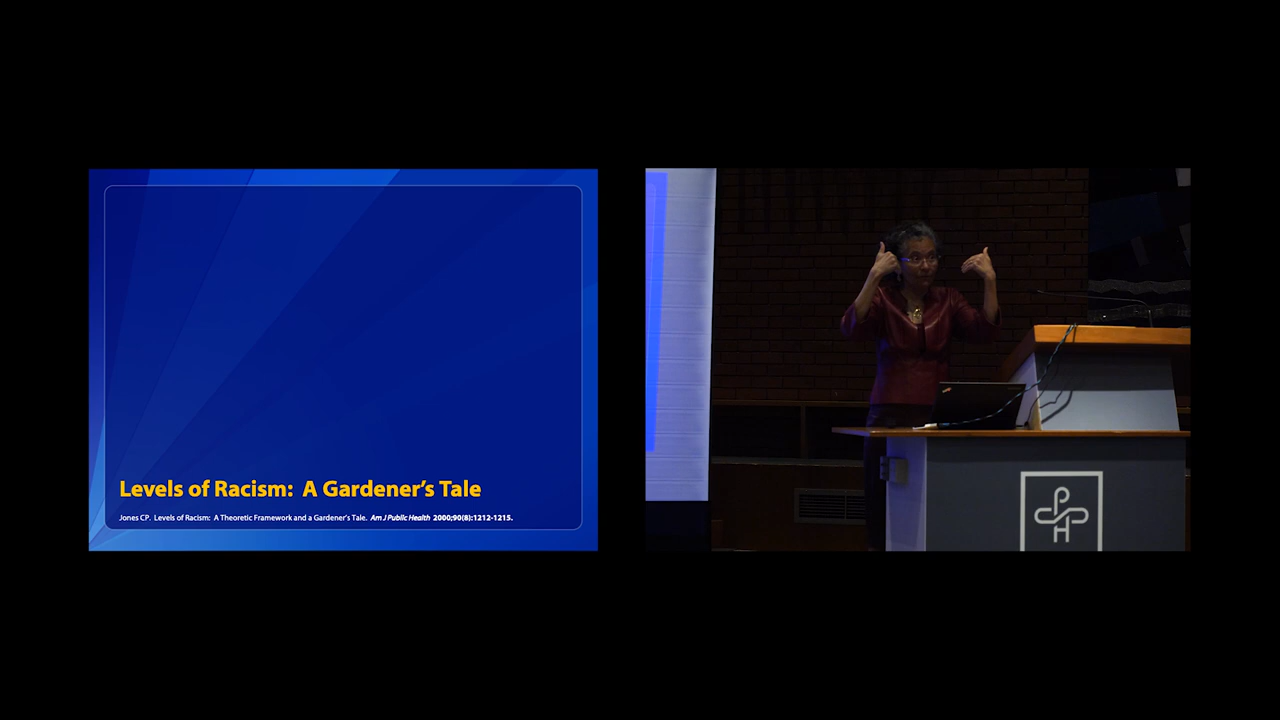 Levels of Racism: A Gardener's Tale
Jones CP. Levels of Racism: A Theoretic Framework and a Gardener's Tale. Am J Public Health 2000;90(8):1212-1215.
P
H